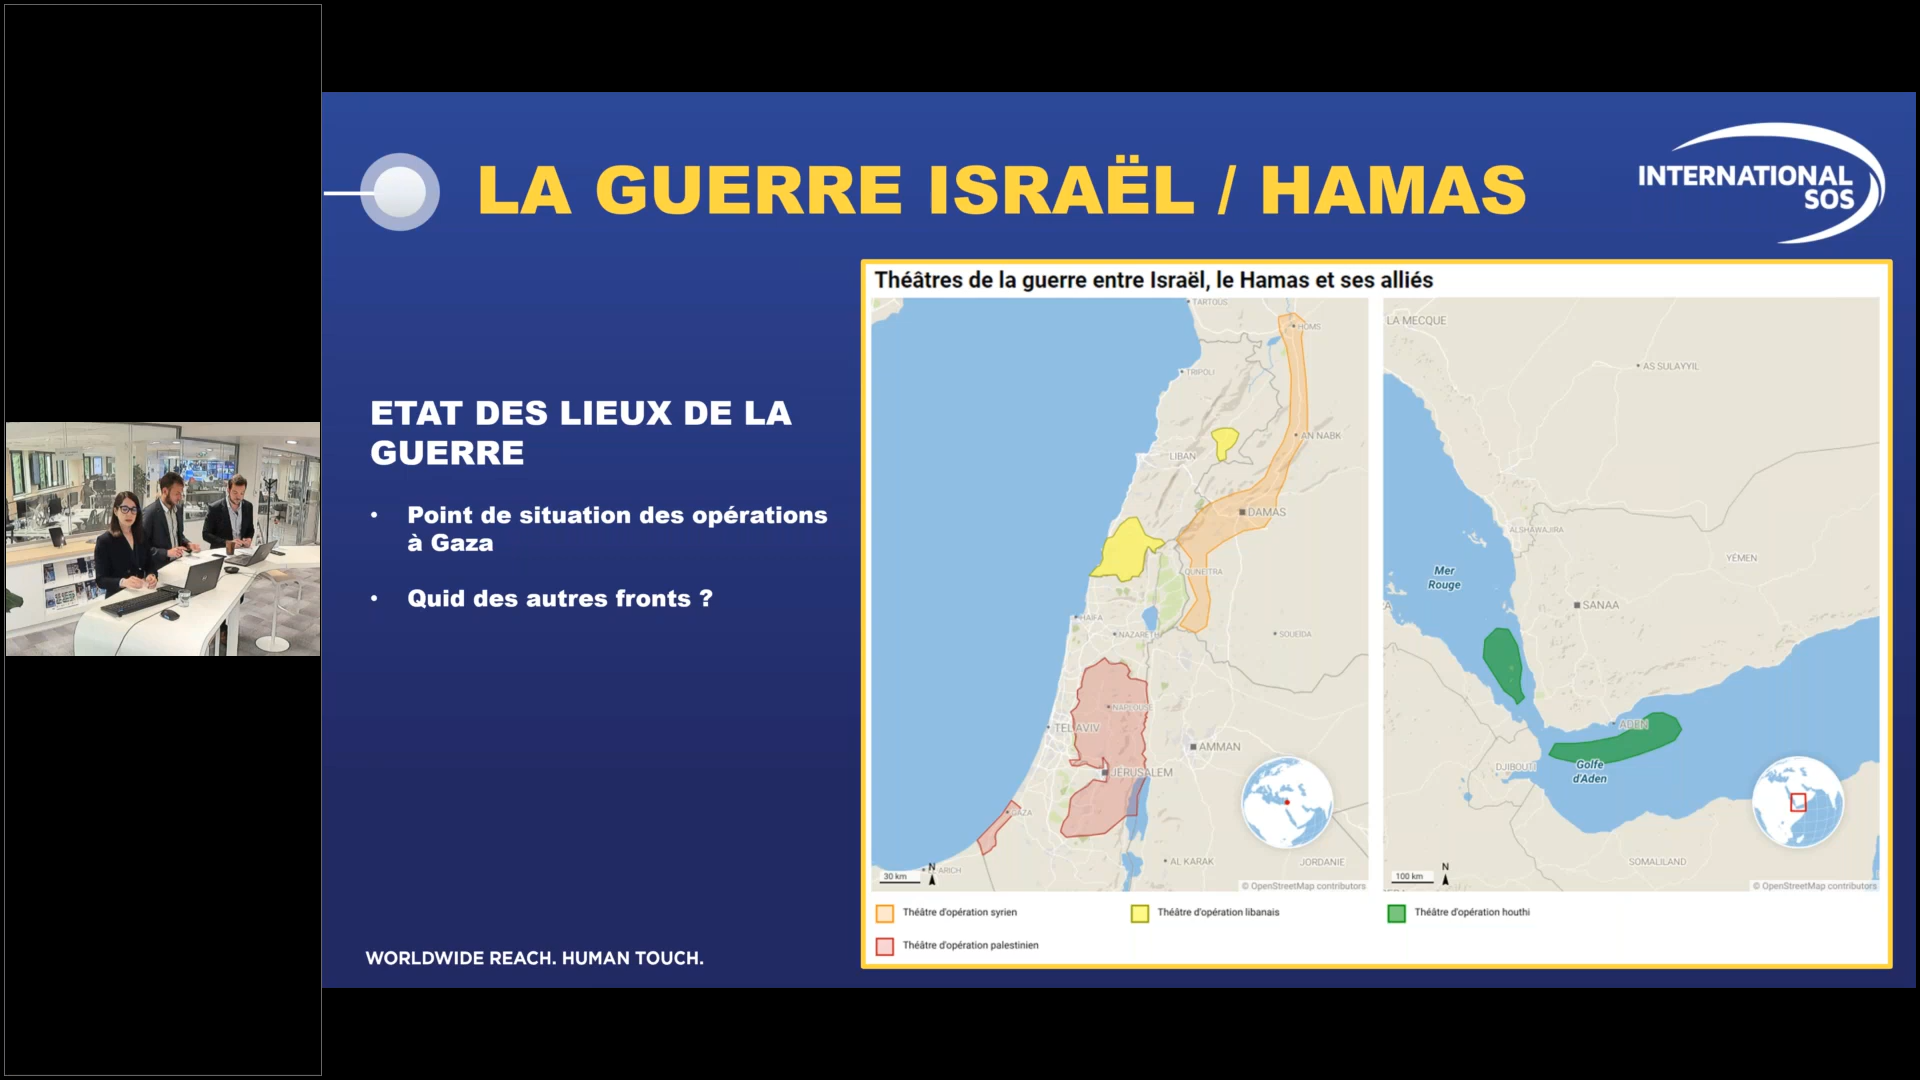 LA GUERRE ISRAËL / HAMAS
INTERNATIONAL
SOS
ETAT DES LIEUX DE LA
GUERRE
• Point de situation des opérations
à Gaza
• Quid des autres fronts ?
WORLDWIDE REACH. HUMAN TOUCH.
Théâtres de la guerre entre Israël, le Hamas et ses alliés
TARTOUS
HOMS
TRIPOLI
AN NABK
LIBAN
DAMAS
QUNEITRA
HAÏFA
NAZARETH
SOUEÏDA
NAPLOUSE
TEL AVIV
AMMAN
JÉRUSALEM
GAZA
AL KARAK
JORDANIE
ARICH
30 km
N
© OpenStreetMap contributors
LA MECQUE
AS SULAYYIL
ALSHAWAJIRA
YÉMEN
Mer
Rouge
SANAA
ADEN
Golfe
d'Aden
DJIBOUTI
SOMALILAND
100 km
N
© OpenStreetMap contributors
Théâtre d'opération syrien
Théâtre d'opération libanais
Théâtre d'opération houthi
Théâtre d'opération palestinien